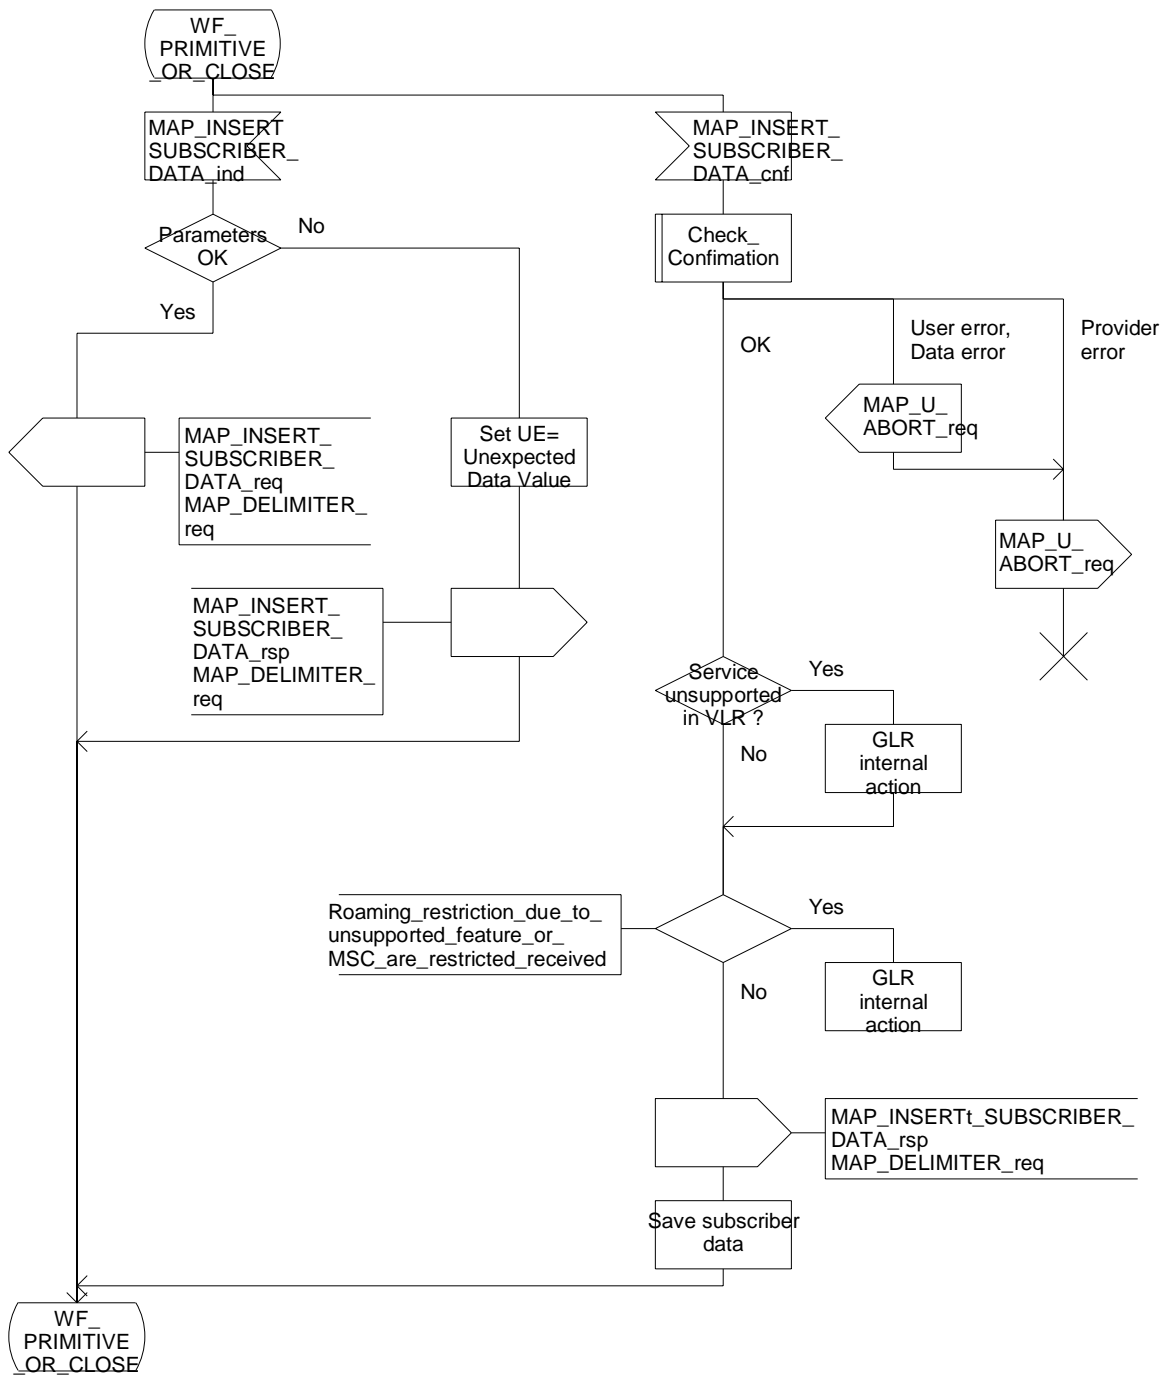 WF_
PRIMITIVE
_OR_CLOSE
MAP_INSERT
SUBSCRIBER_
DATA_ind
MAP_INSERT_
SUBSCRIBER_
DATA_cnf
Parameters
OK
No
Yes
Check_
Confimation
OK
User error,
Data error
Provider
error
MAP_U_
ABORT_req
MAP_INSERT_
SUBSCRIBER_
DATA_req
MAP_DELIMITER_
req
Set UE=
Unexpected
Data Value
MAP_U_
ABORT_req
MAP_INSERT_
SUBSCRIBER_
DATA_rsp
MAP_DELIMITER_
req
Service
unsupported
in VLR ?
Yes
No
GLR
internal
action
Roaming_restriction_due_to_
unsupported_feature_or_
MSC_are_restricted_received
Yes
No
GLR
internal
action
MAP_INSERTt_SUBSCRIBER_
DATA_rsp
MAP_DELIMITER_req
Save subscriber
data
WF_
PRIMITIVE
_OR_CLOSE